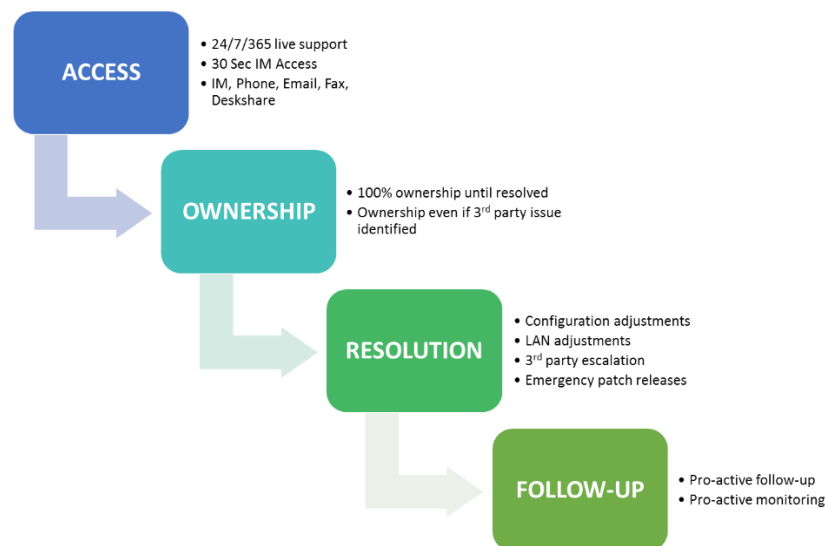 ACCESS
• 24/7/365 live support
• 30 Sec IM Access
• IM, Phone, Email, Fax,
Deskshare
OWNERSHIP
• 100% ownership until resolved
• Ownership even if 3rd party issue
identified
RESOLUTION
• Configuration adjustments
• LAN adjustments
• 3rd party escalation
• Emergency patch releases
FOLLOW-UP
• Pro-active follow-up
• Pro-active monitoring